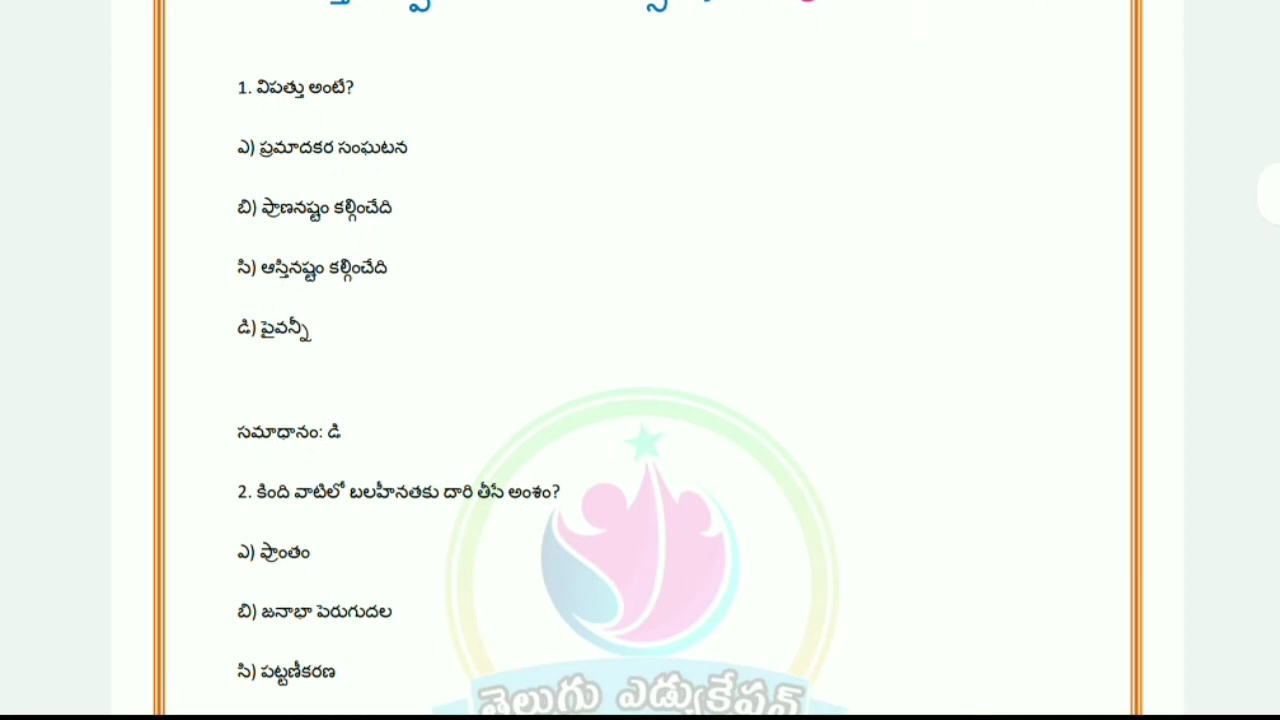 1. విపత్తు అంటే?
ఎ) ప్రమాదకర సంఘటన
బి) ప్రాణనష్టం కల్గించేది
సి) ఆస్తినష్టం కల్గించేది
డి) పైవన్నీ
సమాధానం: డి
2. కింది వాటిలో బలహీనతకు దారి తీసే అంశం?
ఎ) ప్రాంతం
బి) జనాభా పెరుగుదల
సి) పట్టణీకరణ
తెలుగు ఎడ్యుకేషన్